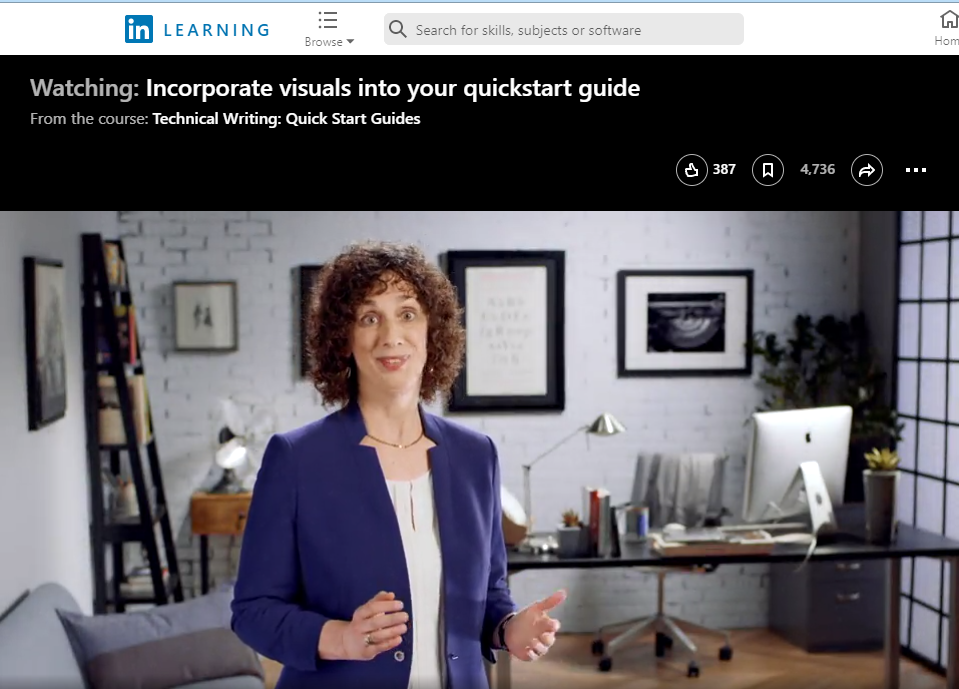 in LEARNING
Browse
Search for skills, subjects or software
Hom
Watching: Incorporate visuals into your quickstart guide
From the course: Technical Writing: Quick Start Guides
387
4,736